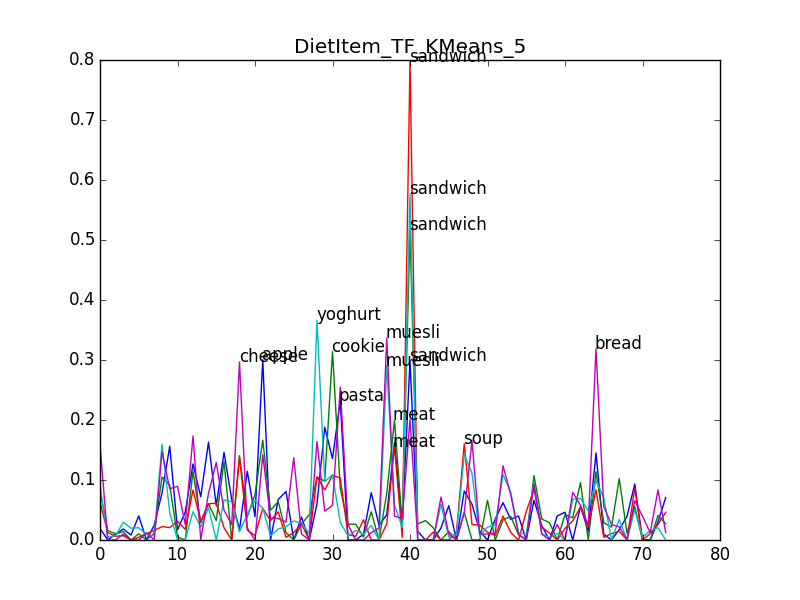 DietItem_TF_KMeans_5
0.8
sandwich
0.7
0.6
sandwich
sandwich
0.5
0.4
yoghurt
muesli
cookie
bread
cheese
apple
sandwich
muesli
0.3
pasta
meat
0.2
soup
meat
0.1
0.0
0 10 20 30 40 50 60 70 80